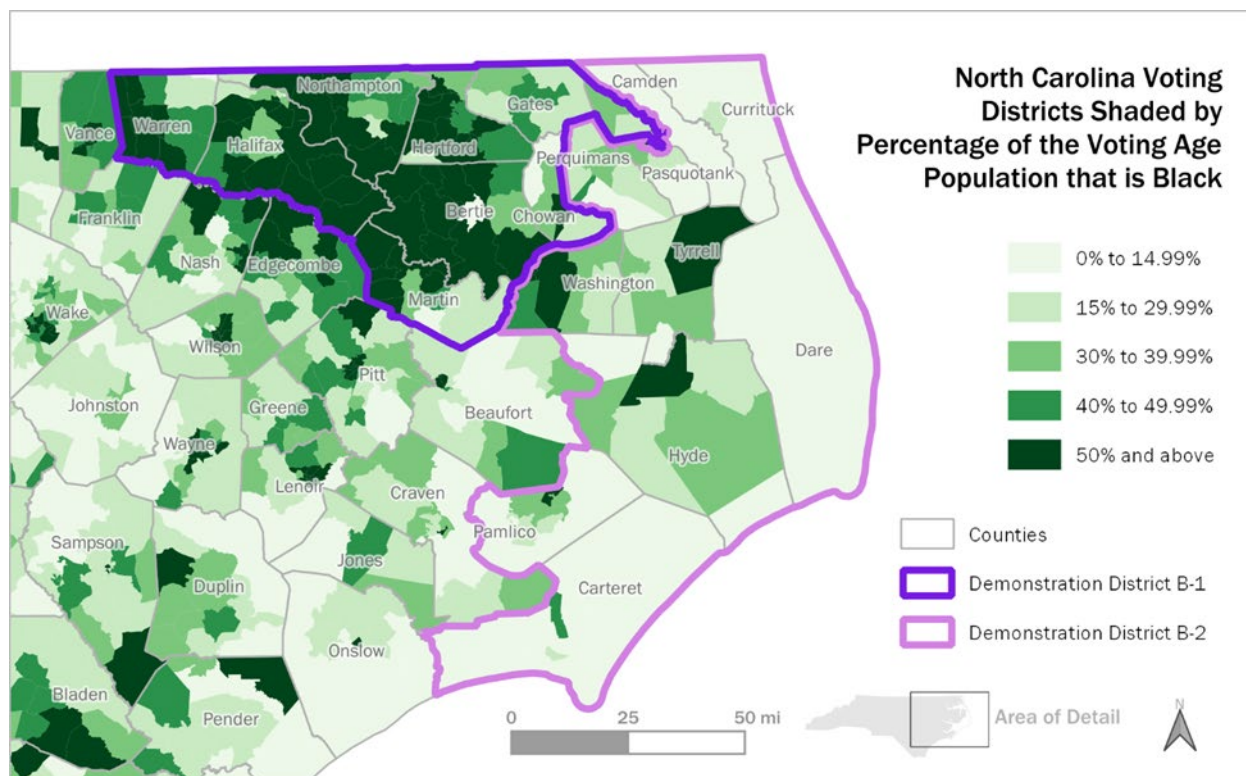 North Carolina Voting
Districts Shaded by
Percentage of the Voting Age
Population that is Black
0% to 14.99%
15% to 29.99%
30% to 39.99%
40% to 49.99%
50% and above
Counties
Demonstration District B-1
Demonstration District B-2
Area of Detail
N
0 25 50 mi
Camden
Northampton
Currituck
Gates
Vance
Warren
Halifax
Hertford
Perquimans
Pasquotank
Franklin
Bertie
Chowan
Tyrrell
Nash
Edgecombe
Washington
Martin
Wake
Wilson
Dare
Pitt
Johnston
Greene
Beaufort
Wayne
Hyde
Lenoir
Craven
Pamlico
Sampson
Jones
Duplin
Carteret
Onslow
Bladen
Pender